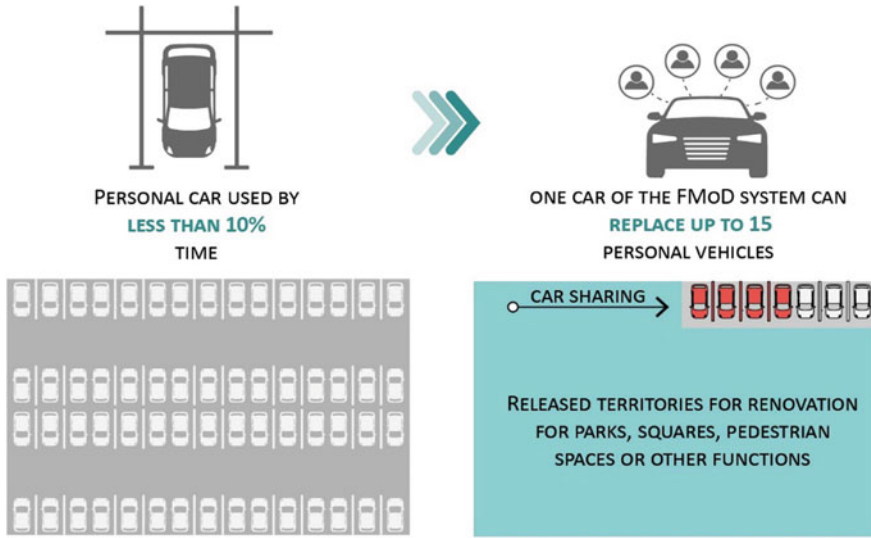 PERSONAL CAR USED BY
LESS THAN 10%
TIME
ONE CAR OF THE FMOD SYSTEM CAN
REPLACE UP TO 15
PERSONAL VEHICLES
CAR SHARING
RELEASED TERRITORIES FOR RENOVATION
FOR PARKS, SQUARES, PEDESTRIAN
SPACES OR OTHER FUNCTIONS